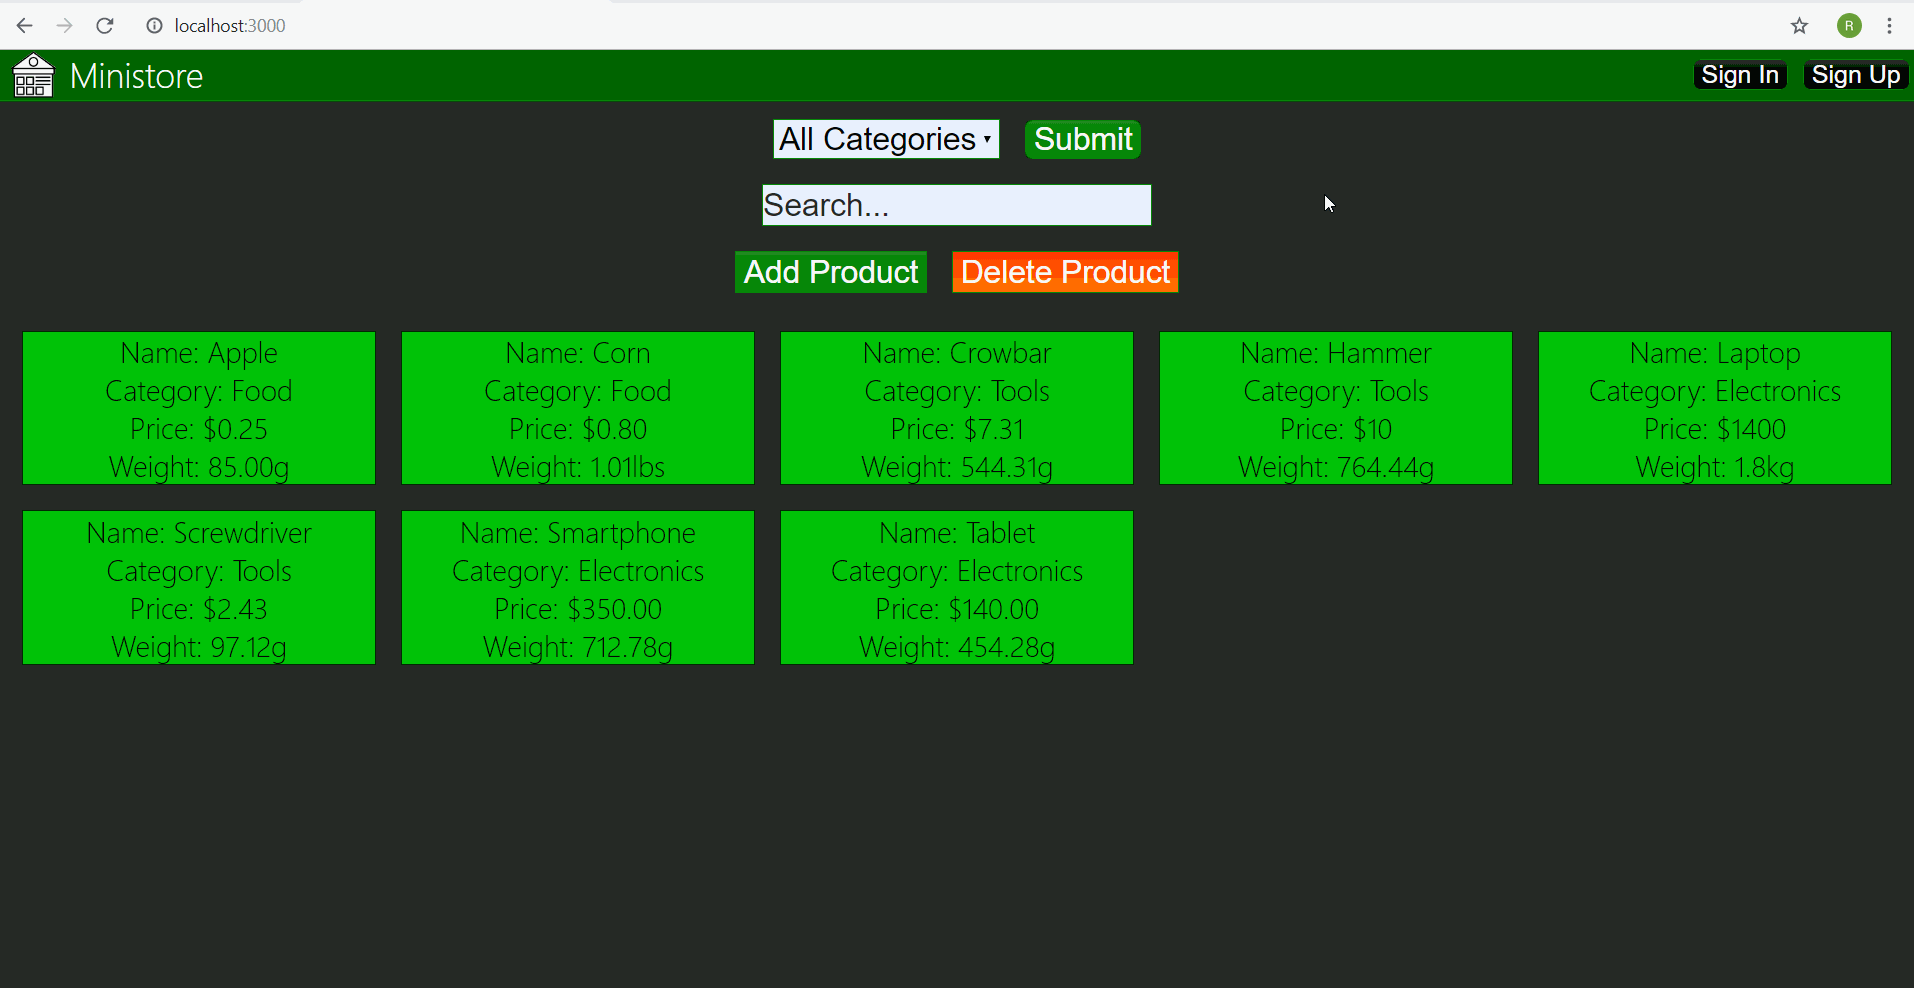 localhost:3000
R
Ministore
Sign In
Sign Up
All Categories
Submit
Search...
Add Product
Delete Product
Name: Apple
Category: Food
Price: $0.25
Weight: 85.00g
Name: Corn
Category: Food
Price: $0.80
Weight: 1.01lbs
Name: Crowbar
Category: Tools
Price: $7.31
Weight: 544.31g
Name: Hammer
Category: Tools
Price: $10
Weight: 764.44g
Name: Laptop
Category: Electronics
Price: $1400
Weight: 1.8kg
Name: Screwdriver
Category: Tools
Price: $2.43
Weight: 97.12g
Name: Smartphone
Category: Electronics
Price: $350.00
Weight: 712.78g
Name: Tablet
Category: Electronics
Price: $140.00
Weight: 454.28g